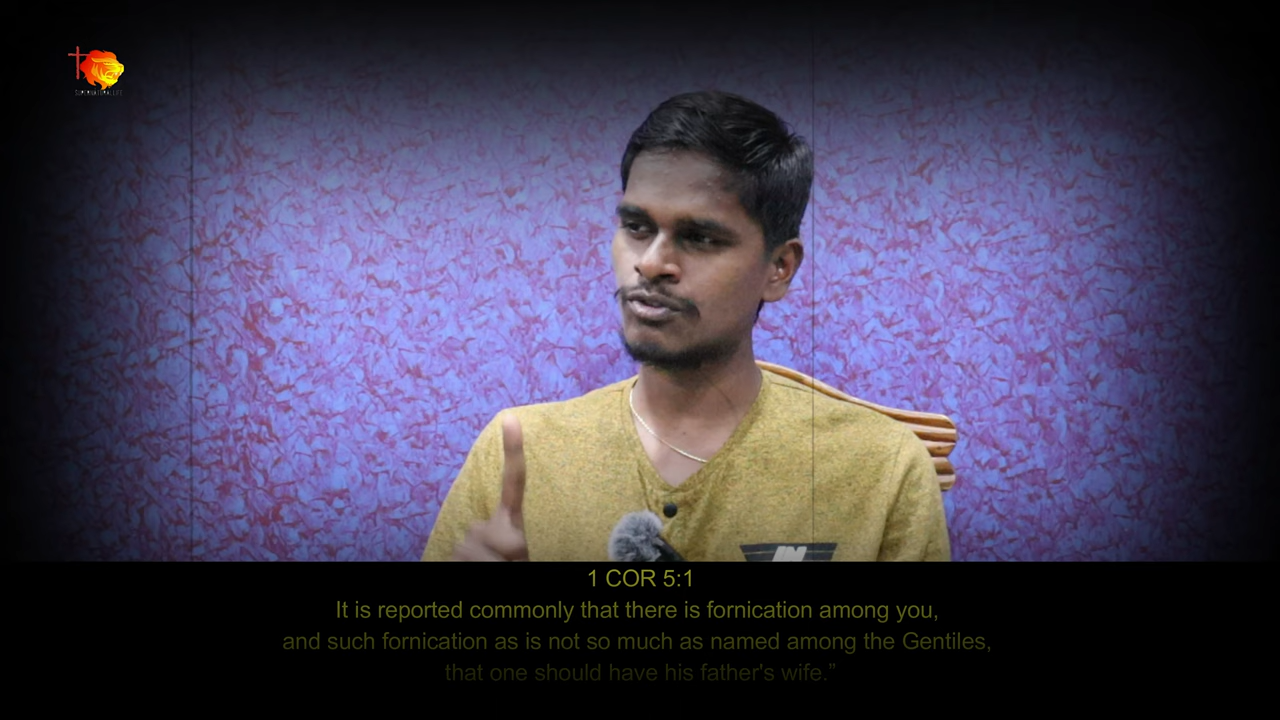 1 COR 5:1
It is reported commonly that there is fornication among you,
and such fornication as is not so much as named among the Gentiles,
that one should have his father's wife.”
IN